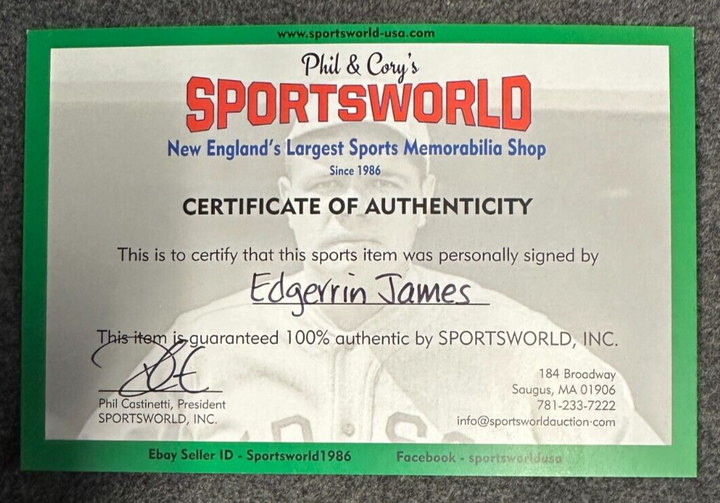 www.sportsworld-usa.com
Phil & Cory's
SPORTSWORLD
New England's Largest Sports Memorabilia Shop
Since 1986
CERTIFICATE OF AUTHENTICITY
This is to certify that this sports item was personally signed by
Edgerrin James
This item is guaranteed 100% authentic by SPORTSWORLD, INC.
Phil Castinetti, President
SPORTSWORLD, INC.
184 Broadway
Saugus, MA 01906
781-233-7222
info@sportsworldauction.com
Ebay Seller ID - Sportsworld1986 Facebook - sportsworldusa